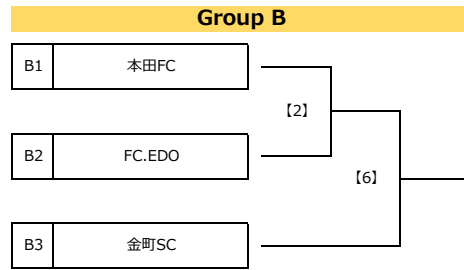 Group B
B1 本田FC
【2】
B2 FC.EDO
【6】
B3 金町SC